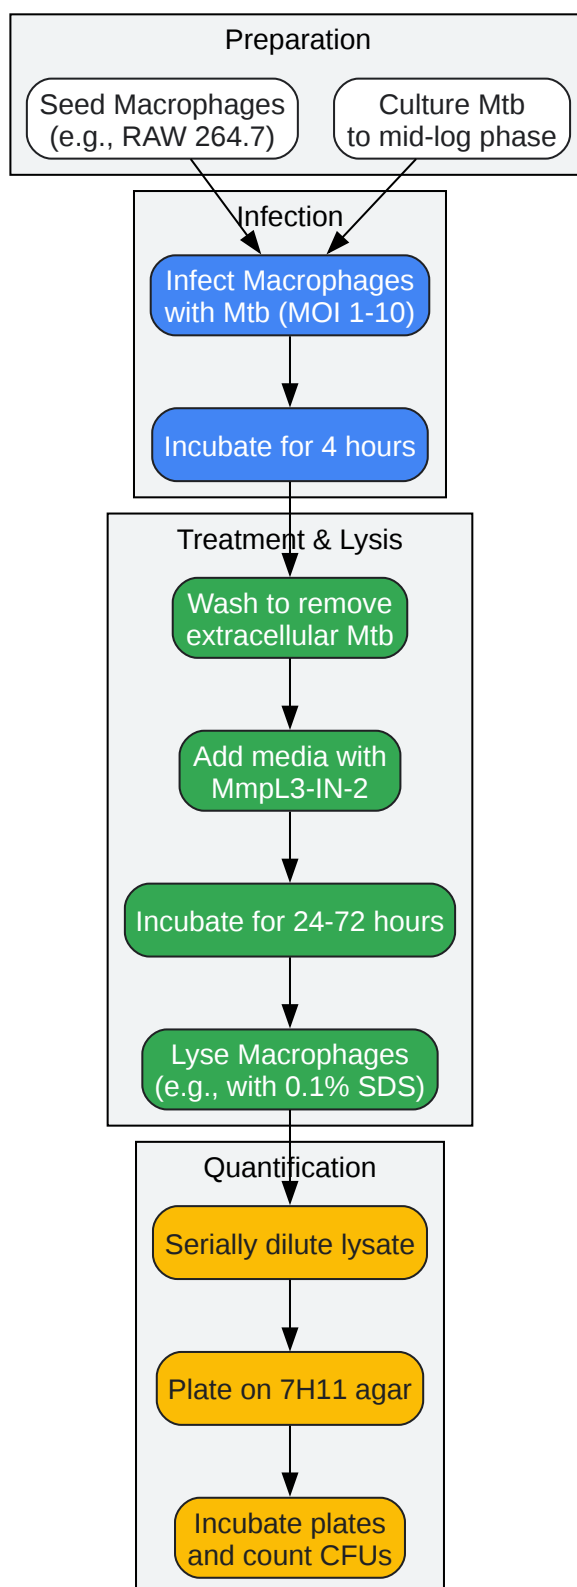 Preparation
Seed Macrophages
(e.g., RAW 264.7)
Culture Mtb
to mid-log phase
Infection
Infect Macrophages
with Mtb (MOI 1-10)
Incubate for 4 hours
Treatment & Lysis
Wash to remove
extracellular Mtb
Add media with
MmpL3-IN-2
Incubate for 24-72 hours
Lyse Macrophages
(e.g., with 0.1% SDS)
Quantification
Serially dilute lysate
Plate on 7H11 agar
Incubate plates
and count CFUs